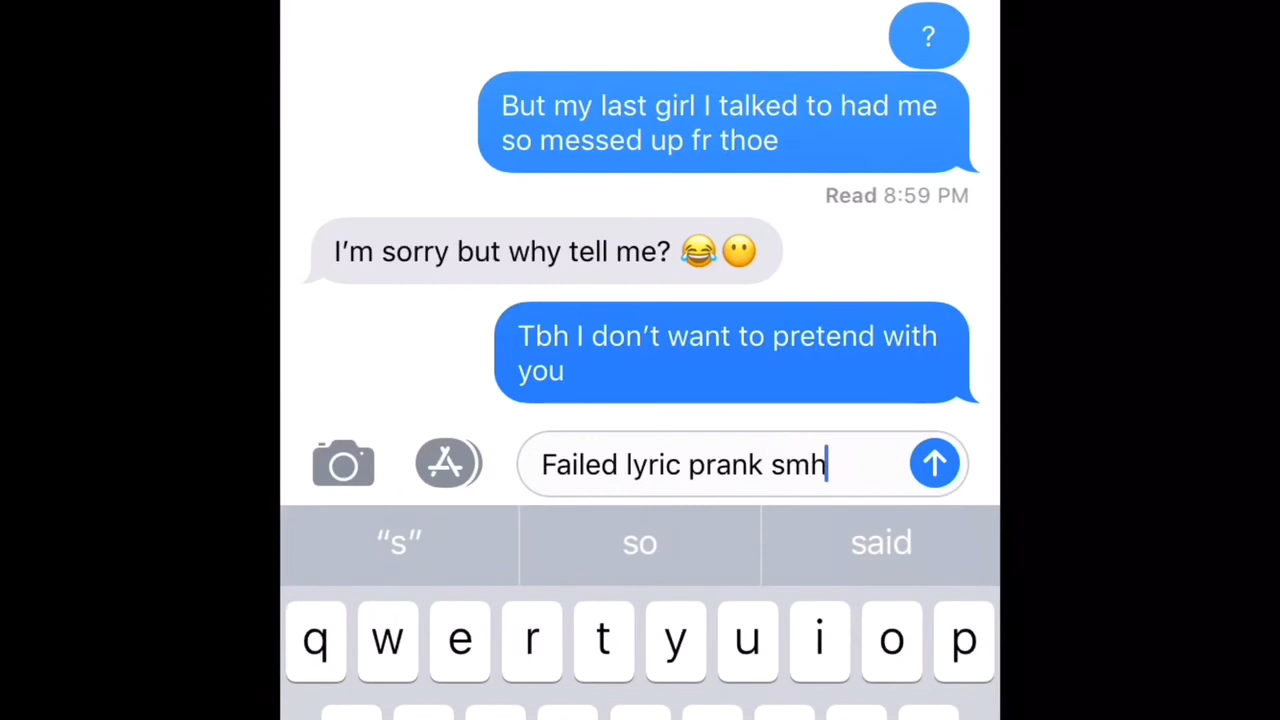 ?
But my last girl I talked to had me
so messed up fr thoe
Read 8:59 PM
I’m sorry but why tell me? 😂😶
Tbh I don’t want to pretend with
you
Failed lyric prank smh
“s” so said
q w e r t y u i o p